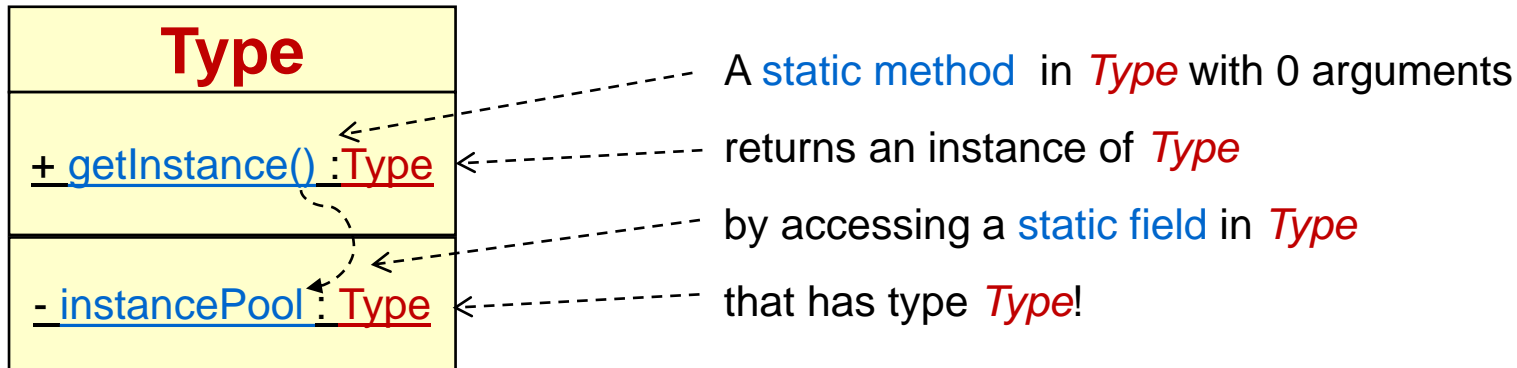 Type
+ getInstance() :Type
- instancePool : Type
A static method in Type with 0 arguments
returns an instance of Type
by accessing a static field in Type
that has type Type!